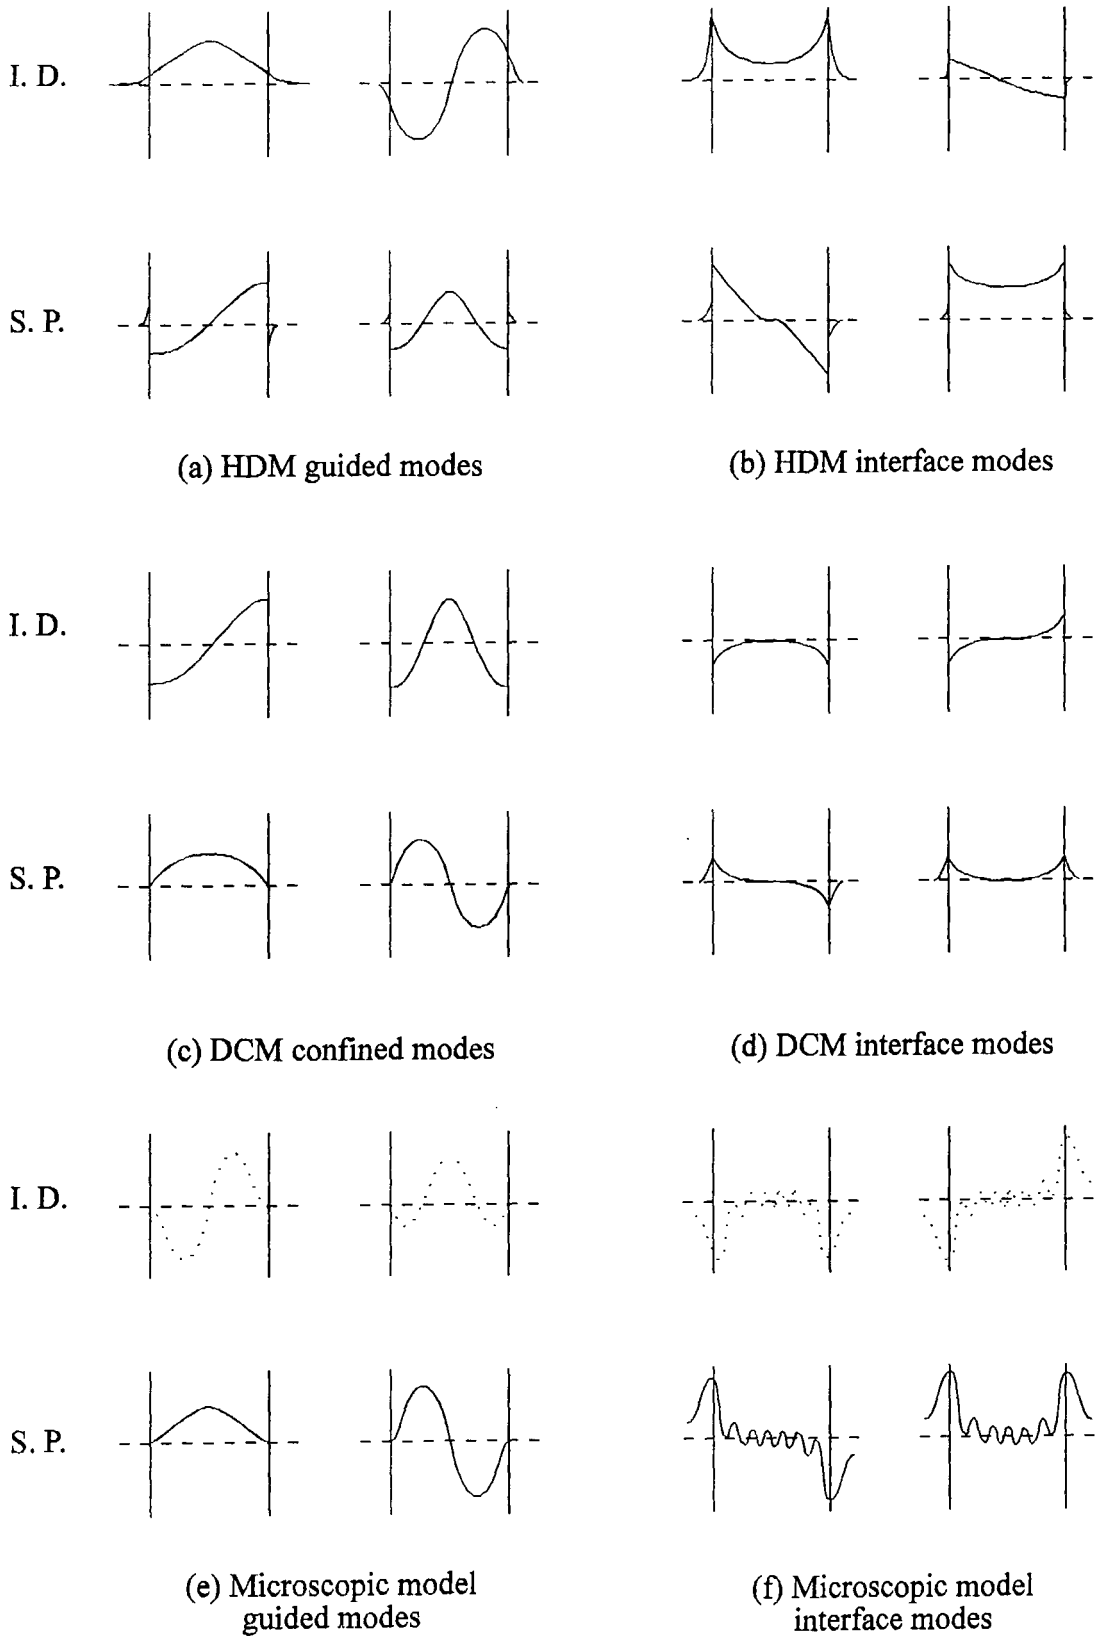 I. D.
S. P.
(a) HDM guided modes
(b) HDM interface modes
I. D.
S. P.
(c) DCM confined modes
(d) DCM interface modes
I. D.
S. P.
(e) Microscopic model
guided modes
(f) Microscopic model
interface modes